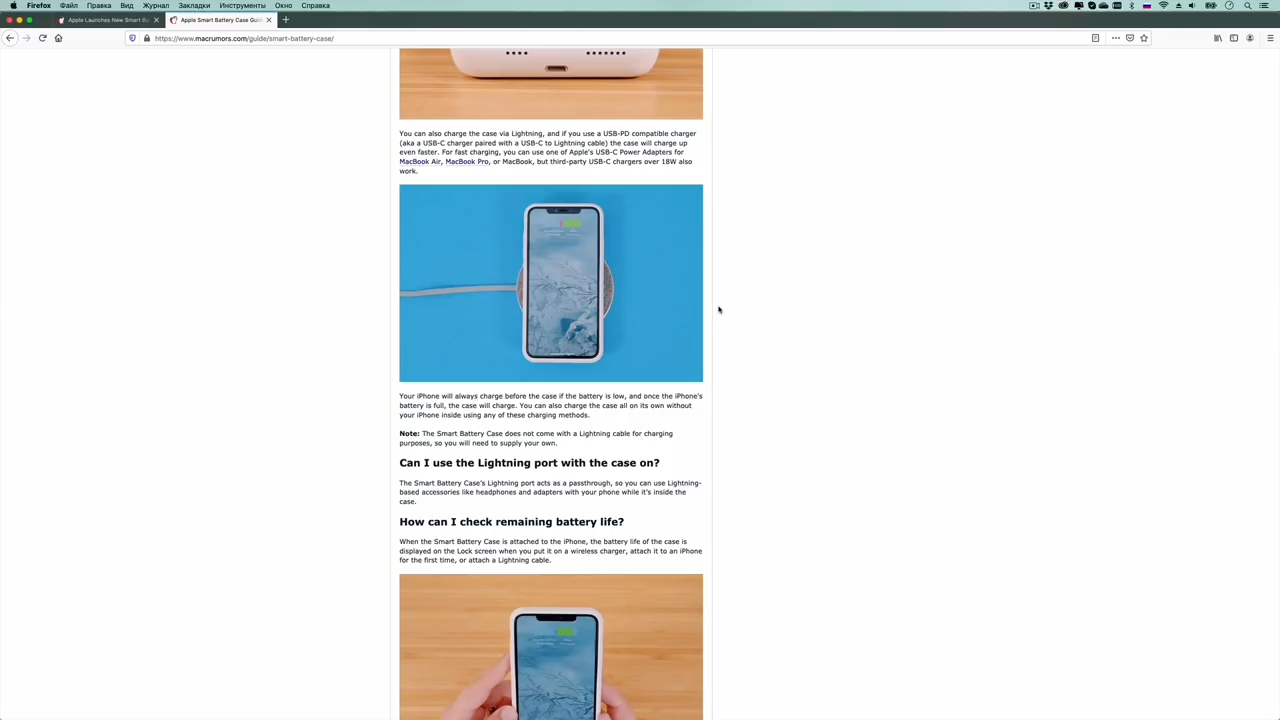 Firefox Файл Правка Вид Журнал Закладки Инструменты Окно Справка
Apple Launches New Smart Ba
Apple Smart Battery Case Guid
https://www.macrumors.com/guide/smart-battery-case/
You can also charge the case via Lightning, and if you use a USB-PD compatible charger
(aka a USB-C charger paired with a USB-C to Lightning cable) the case will charge up
even faster. For fast charging, you can use one of Apple's USB-C Power Adapters for
MacBook Air, MacBook Pro, or MacBook, but third-party USB-C chargers over 18W also
work.
Your iPhone will always charge before the case if the battery is low, and once the iPhone's
battery is full, the case will charge. You can also charge the case all on its own without
your iPhone inside using any of these charging methods.
Note: The Smart Battery Case does not come with a Lightning cable for charging
purposes, so you will need to supply your own.
Can I use the Lightning port with the case on?
The Smart Battery Case's Lightning port acts as a passthrough, so you can use Lightning-
based accessories like headphones and adapters with your phone while it's inside the
case.
How can I check remaining battery life?
When the Smart Battery Case is attached to the iPhone, the battery life of the case is
displayed on the Lock screen when you put it on a wireless charger, attach it to an iPhone
for the first time, or attach a Lightning cable.